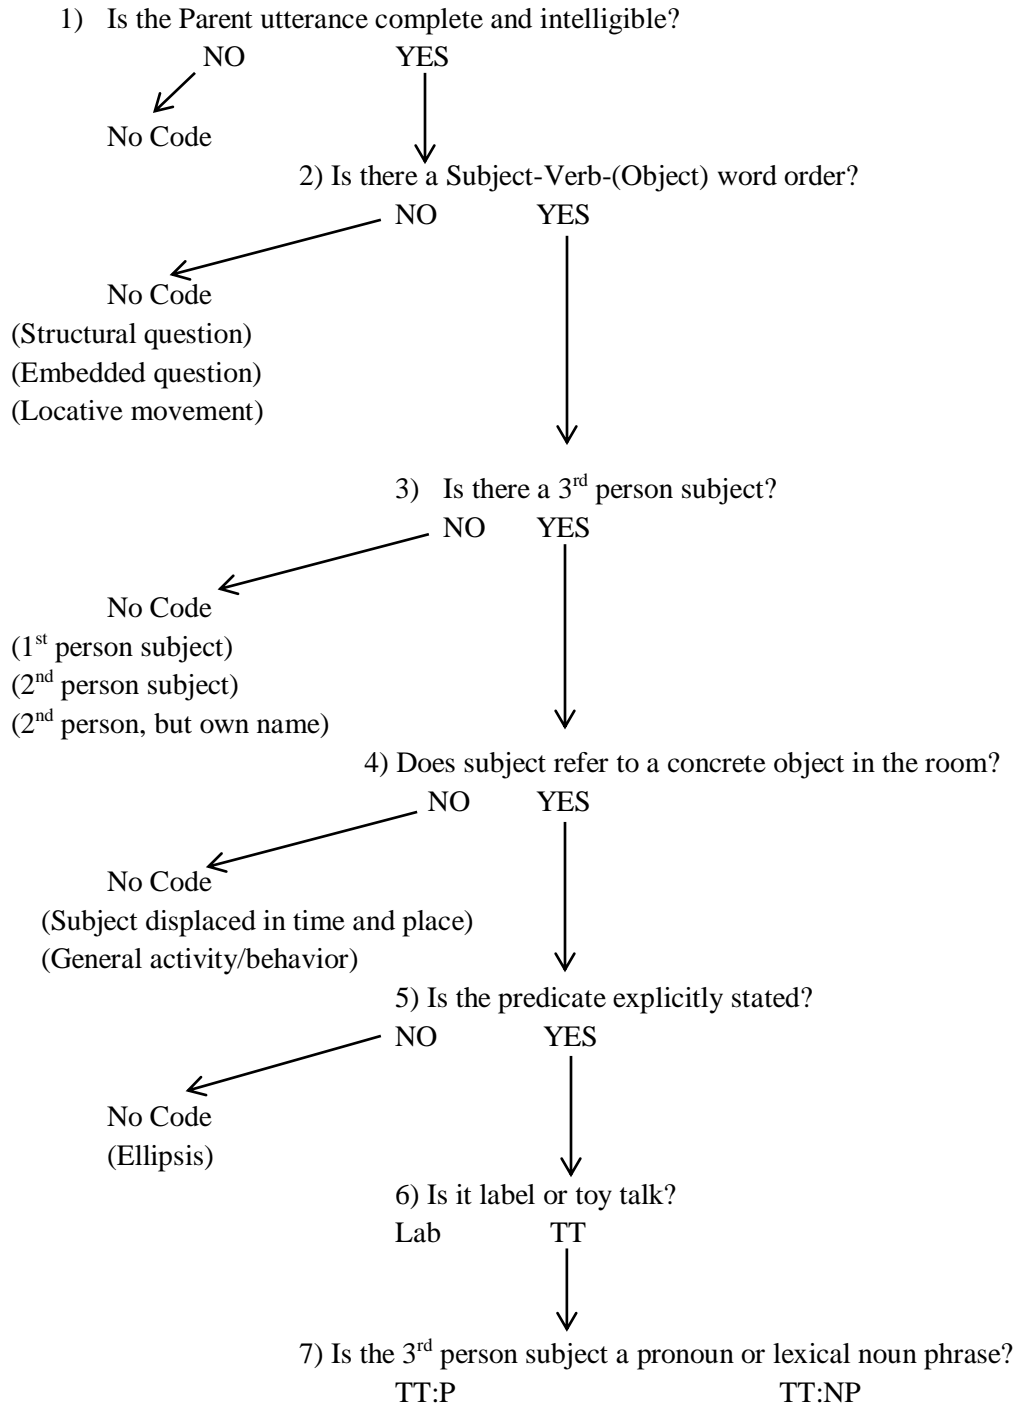 1) Is the Parent utterance complete and intelligible?
NO YES
No Code
2) Is there a Subject-Verb-(Object) word order?
NO YES
No Code
(Structural question)
(Embedded question)
(Locative movement)
3) Is there a 3rd person subject?
NO YES
No Code
(1st person subject)
(2nd person subject)
(2nd person, but own name)
4) Does subject refer to a concrete object in the room?
NO YES
No Code
(Subject displaced in time and place)
(General activity/behavior)
5) Is the predicate explicitly stated?
NO YES
No Code
(Ellipsis)
6) Is it label or toy talk?
Lab TT
7) Is the 3rd person subject a pronoun or lexical noun phrase?
TT:P TT:NP